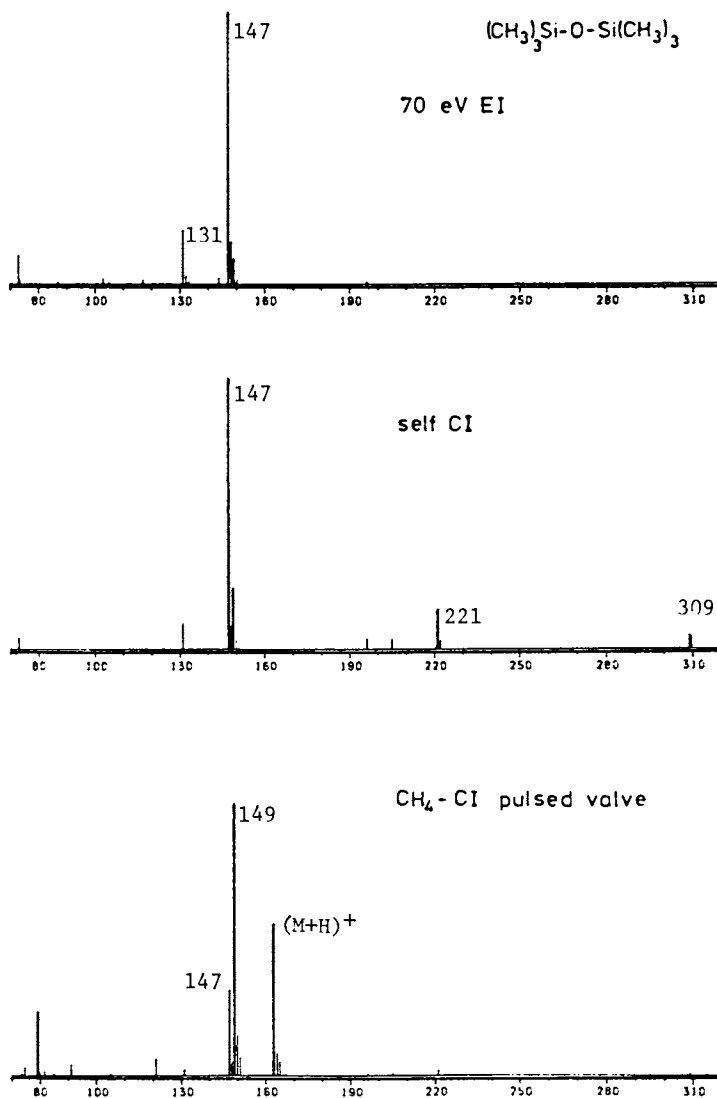 147
(CH₃)₃Si-O-Si(CH₃)₃
70 eV EI
131
80 100 130 160 190 220 250 280 310
147
self CI
221
309
80 100 130 160 190 220 250 280 310
CH₄-CI pulsed valve
149
(M+H)⁺
147
80 100 130 160 190 220 250 280 310